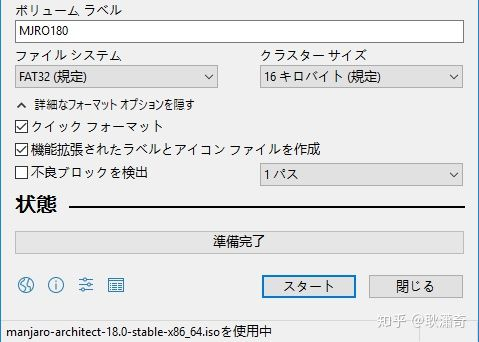 ボリューム ラベル
MJRO180
ファイル システム
クラスター サイズ
FAT32 (規定)
16 キロバイト (規定)
詳細なフォーマット オプションを隠す
クイック フォーマット
機能拡張されたラベルとアイコン ファイルを作成
不良ブロックを検出
1 パス
状態
準備完了
スタート
閉じる
知乎 @耿瀟奇
manjaro-architect-18.0-stable-x86_64.isoを使用中